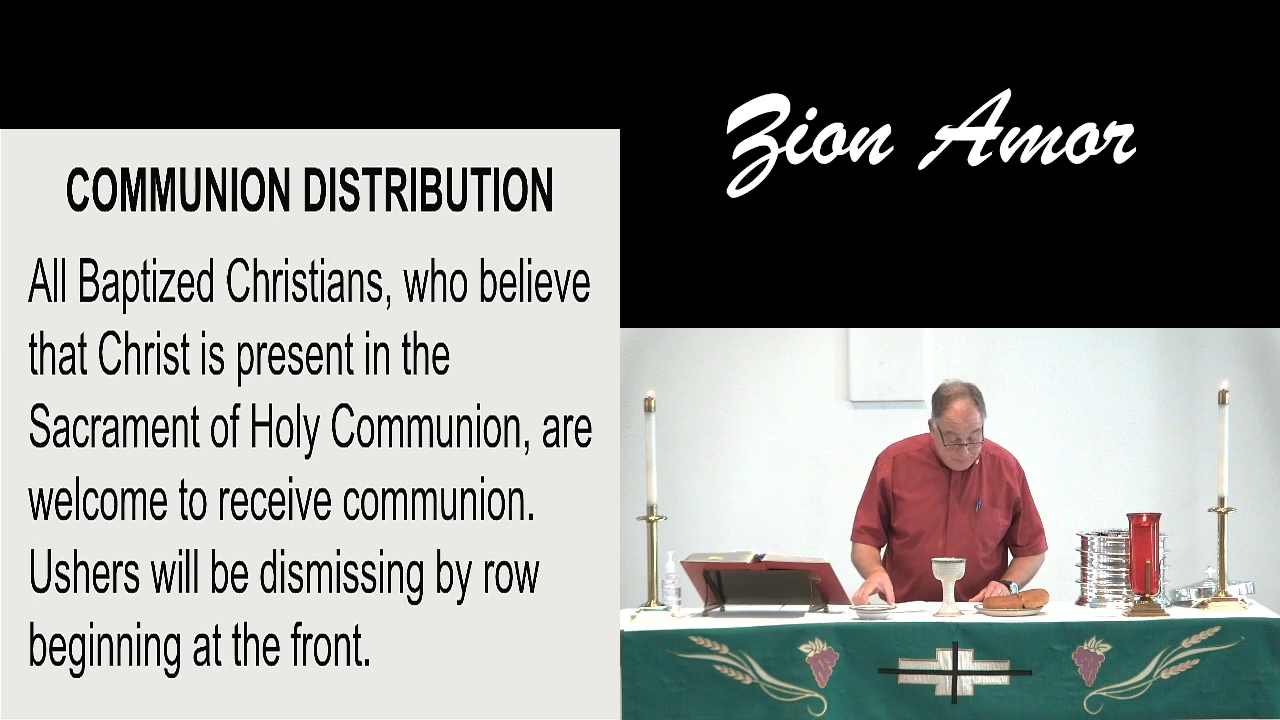 Zion Amor
COMMUNION DISTRIBUTION
All Baptized Christians, who believe
that Christ is present in the
Sacrament of Holy Communion, are
welcome to receive communion.
Ushers will be dismissing by row
beginning at the front.